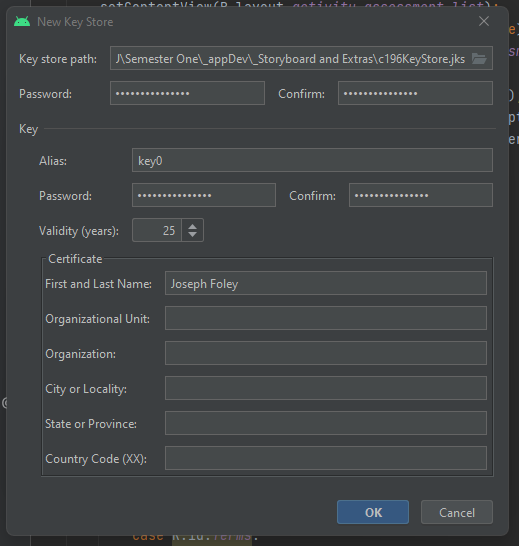 setContentView(R.layout.activity_assessment_list);
New Key Store
Key store path: J\Semester One\_appDev\_Storyboard and Extras\c196KeyStore.jks
Password: ••••••••••••••• Confirm: •••••••••••••••
Key
Alias: key0
Password: ••••••••••••••• Confirm: •••••••••••••••
Validity (years): 25
Certificate
First and Last Name: Joseph Foley
Organizational Unit:
Organization:
City or Locality:
@
State or Province:
Country Code (XX):
OK Cancel
case R.id.Terms: